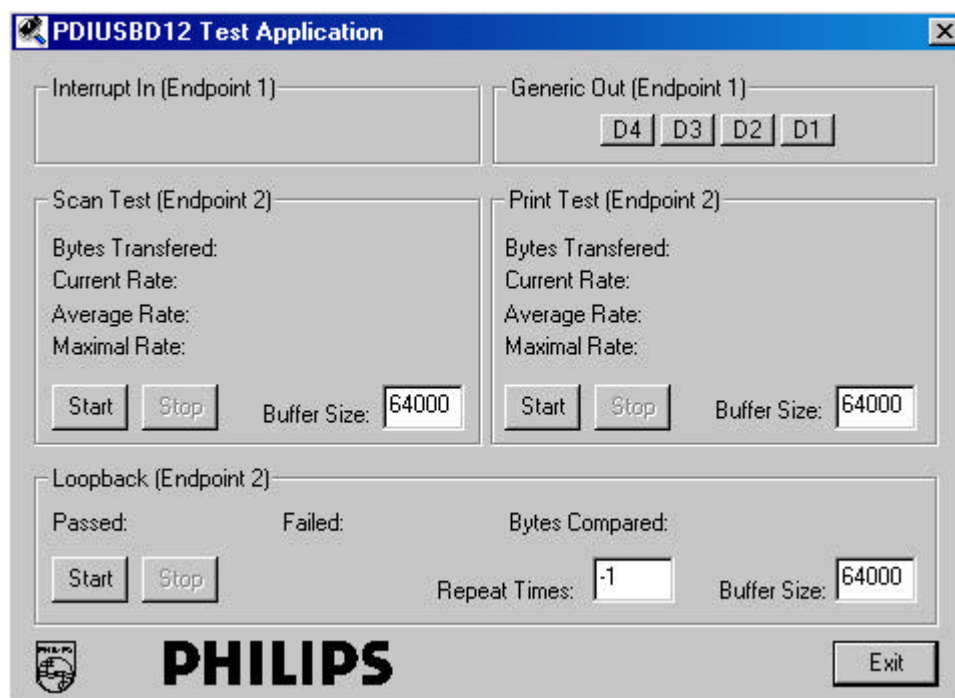 PDIUSBD12 Test Application
Interrupt In (Endpoint 1)
Generic Out (Endpoint 1)
D4 D3 D2 D1
Scan Test (Endpoint 2)
Bytes Transfered:
Current Rate:
Average Rate:
Maximal Rate:
Start Stop Buffer Size: 64000
Print Test (Endpoint 2)
Bytes Transfered:
Current Rate:
Average Rate:
Maximal Rate:
Start Stop Buffer Size: 64000
Loopback (Endpoint 2)
Passed: Failed: Bytes Compared:
Start Stop Repeat Times: -1 Buffer Size: 64000
PHILIPS
PHILIPS
Exit